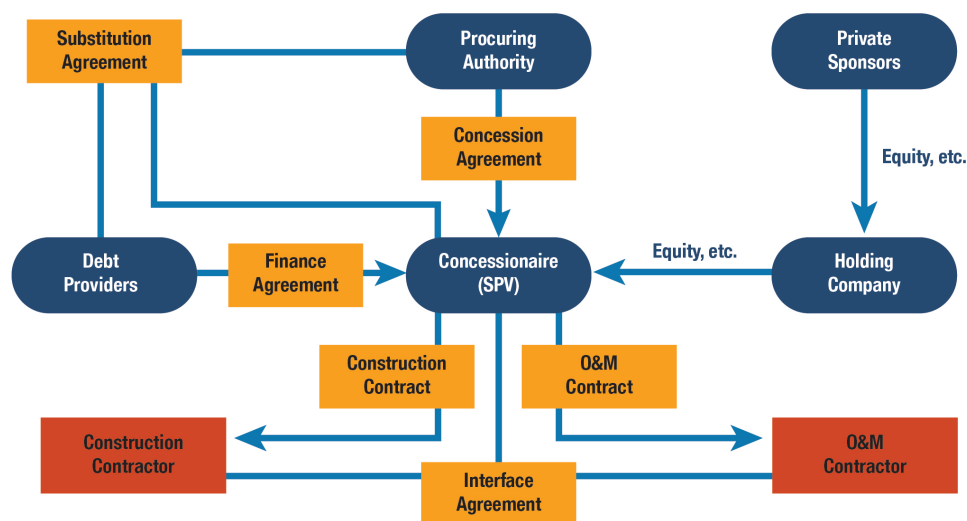 Substitution
Agreement
Procuring
Authority
Private
Sponsors
Concession
Agreement
Equity, etc.
Debt
Providers
Finance
Agreement
Concessionaire
(SPV)
Equity, etc.
Holding
Company
Construction
Contract
O&M
Contract
Construction
Contractor
Interface
Agreement
O&M
Contractor